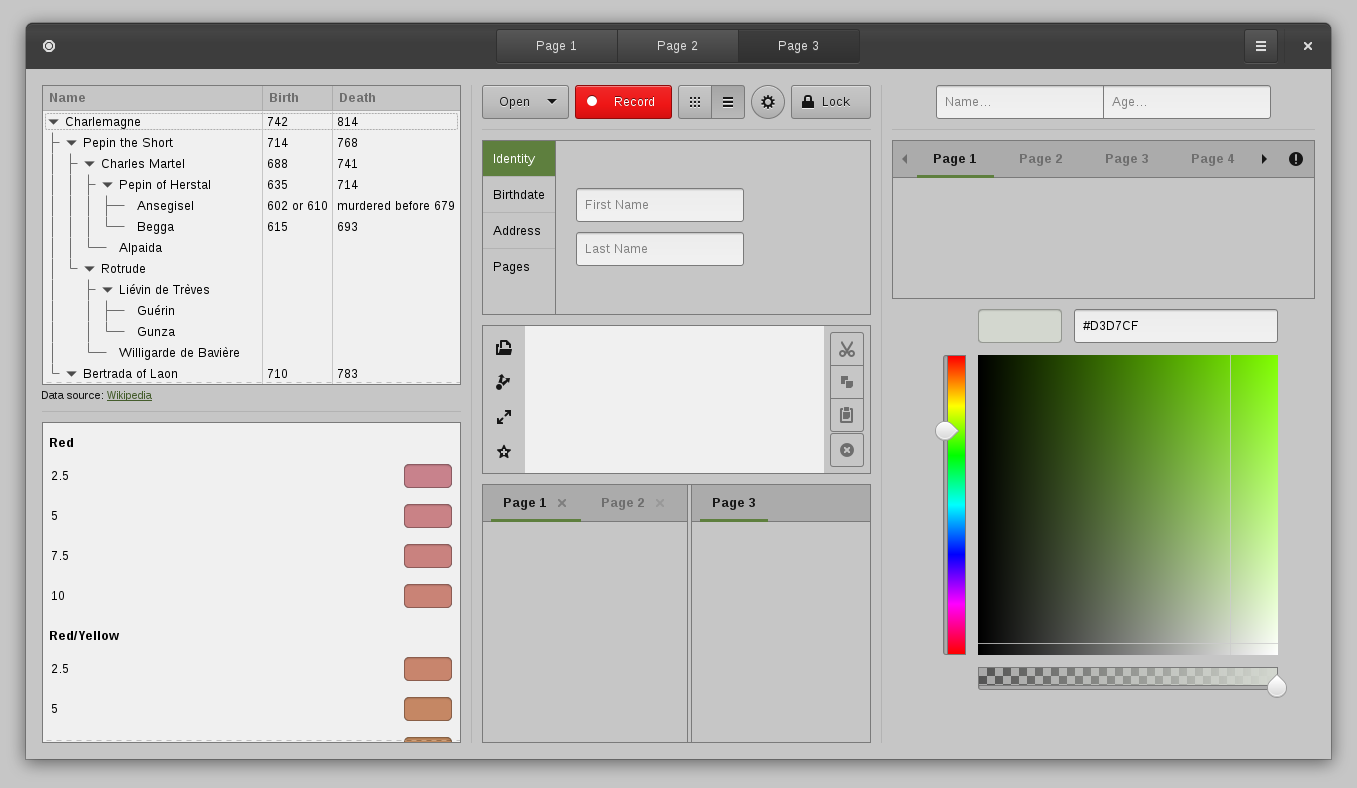 Page 1 Page 2 Page 3
Name Birth Death
Charlemagne 742 814
Pepin the Short 714 768
Charles Martel 688 741
Pepin of Herstal 635 714
Ansegisel 602 or 610 murdered before 679
Begga 615 693
Alpaida
Rotrude
Liévin de Trèves
Guérin
Gunza
Willigarde de Bavière
Bertrada of Laon 710 783
Data source: Wikipedia
Red
2.5
5
7.5
10
Red/Yellow
2.5
5
Open Record Lock
Identity
Birthdate
Address
Pages
First Name
Last Name
Page 1 Page 2 Page 3
Name... Age...
Page 1 Page 2 Page 3 Page 4
#D3D7CF